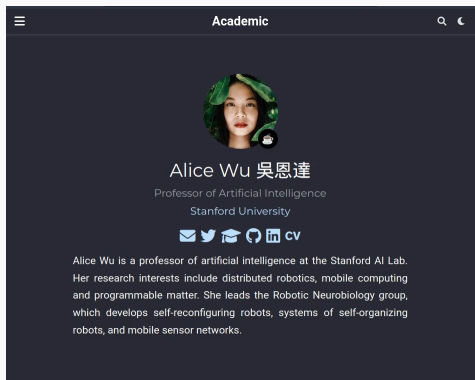 Academic
Alice Wu 吳恩達
Professor of Artificial Intelligence
Stanford University
CV
Alice Wu is a professor of artificial intelligence at the Stanford AI Lab.
Her research interests include distributed robotics, mobile computing
and programmable matter. She leads the Robotic Neurobiology group,
which develops self-reconfiguring robots, systems of self-organizing
robots, and mobile sensor networks.